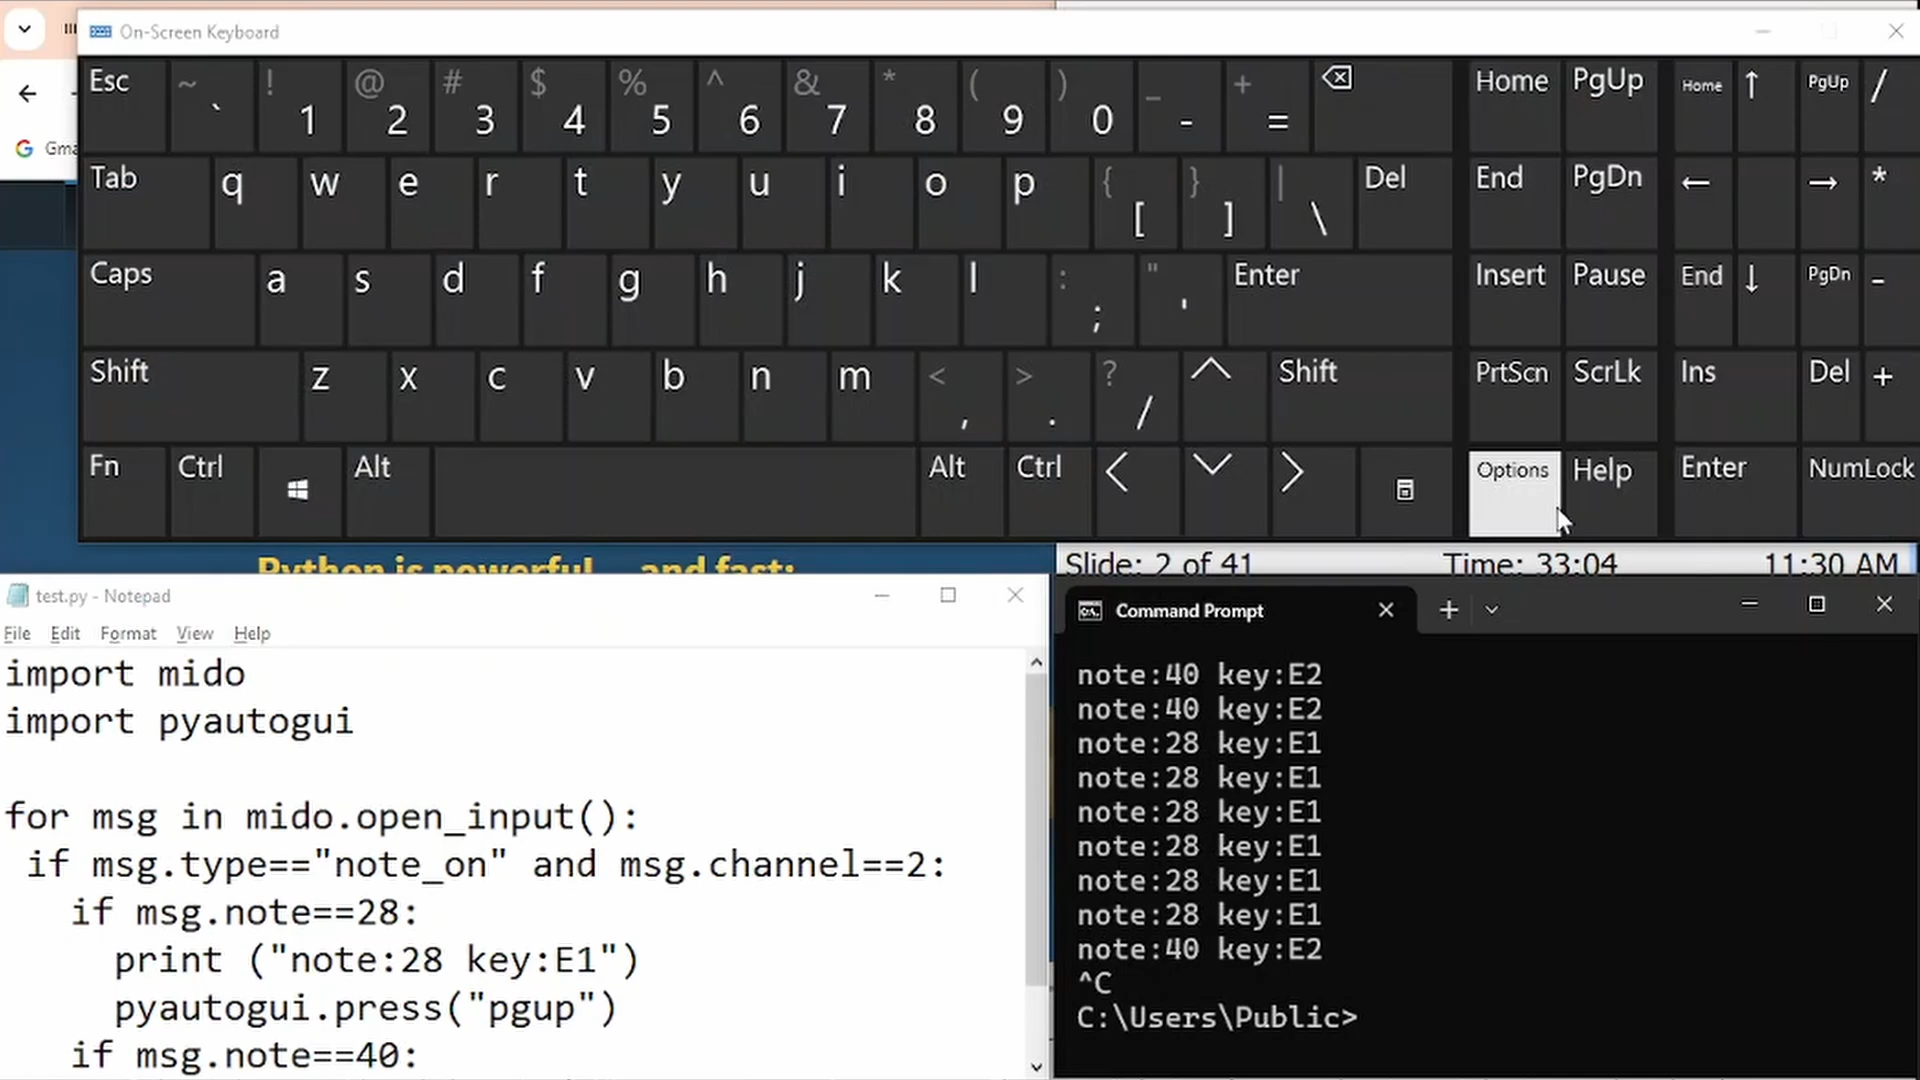 On-Screen Keyboard
Esc ~ ` ! 1 @ 2 # 3 $ 4 % 5 ^ 6 & 7 * 8 ( 9 ) 0 _ - + = Home PgUp Home ↑ PgUp /
Tab q w e r t y u i o p { [ } ] | \ Del End PgDn ← → *
Caps a s d f g h j k l : ; " ' Enter Insert Pause End ↓ PgDn -
Shift z x c v b n m < , > . ? / Shift PrtScn ScrLk Ins Del +
Fn Ctrl Alt Alt Ctrl Options Help Enter NumLock
Python is powerful... and fast;
Slide: 2 of 41 Time: 33:04 11:30 AM
test.py - Notepad
File Edit Format View Help
import mido
import pyautogui
for msg in mido.open_input():
if msg.type=="note_on" and msg.channel==2:
if msg.note==28:
print ("note:28 key:E1")
pyautogui.press("pgup")
if msg.note==40:
Command Prompt
note:40 key:E2
note:40 key:E2
note:28 key:E1
note:28 key:E1
note:28 key:E1
note:28 key:E1
note:28 key:E1
note:28 key:E1
note:40 key:E2
^C
C:\Users\Public>